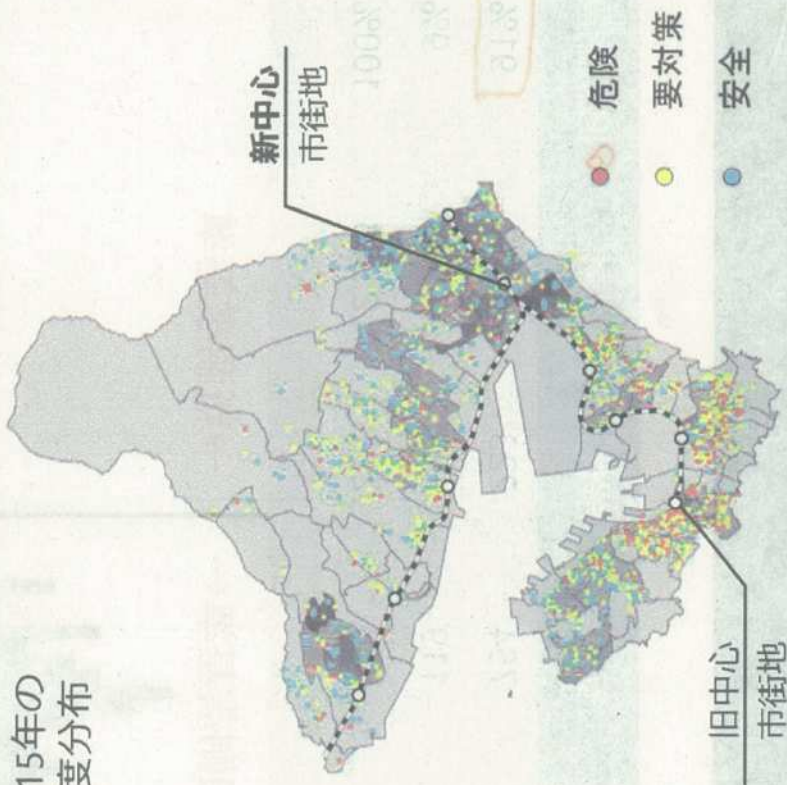 15年の
度分布
新中心
市街地
危険
要対策
安全
旧中心
市街地